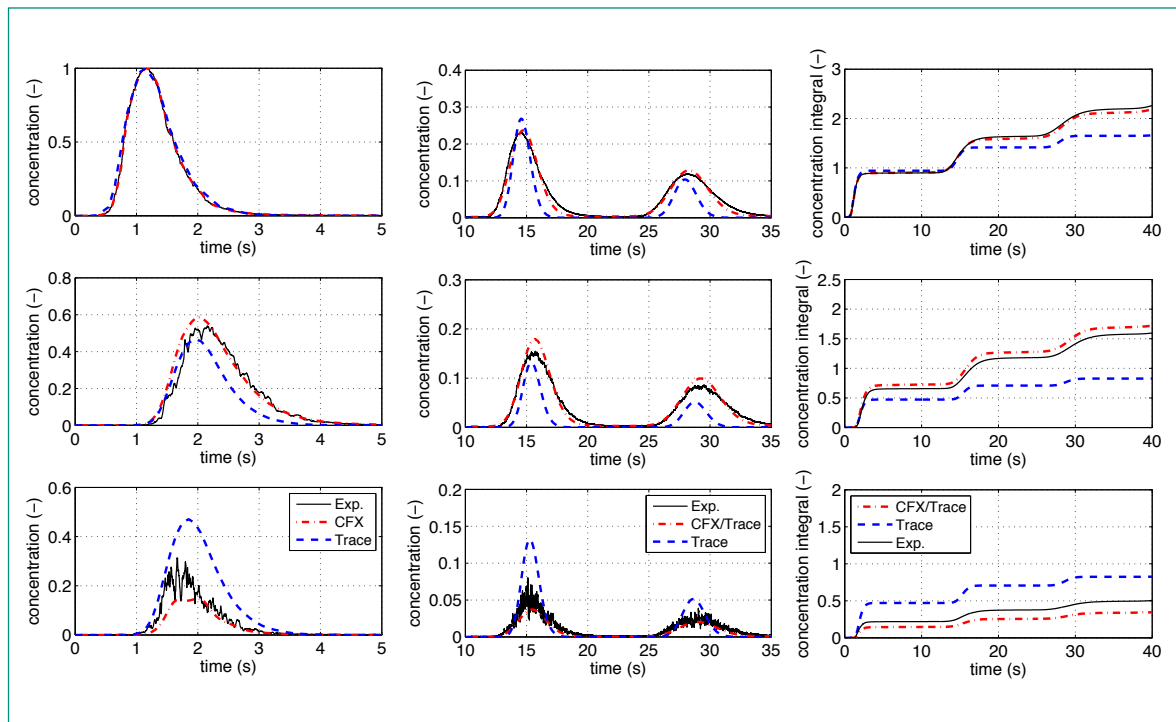 1
0.5
0
0 1 2 3 4 5
time (s)
concentration (–)
0.4
0.3
0.2
0.1
0
10 15 20 25 30 35
time (s)
concentration (–)
3
2
1
0
0 10 20 30 40
time (s)
concentration integral (–)
0.8
0.6
0.4
0.2
0
0 1 2 3 4 5
time (s)
concentration (–)
0.3
0.2
0.1
0
10 15 20 25 30 35
time (s)
concentration (–)
2.5
2
1.5
1
0.5
0
0 10 20 30 40
time (s)
concentration integral (–)
0.6
0.4
0.2
0
0 1 2 3 4 5
time (s)
concentration (–)
Exp.
CFX
Trace
0.2
0.15
0.1
0.05
0
10 15 20 25 30 35
time (s)
concentration (–)
Exp.
CFX/Trace
Trace
2
1.5
1
0.5
0
0 10 20 30 40
time (s)
concentration integral (–)
CFX/Trace
Trace
Exp.